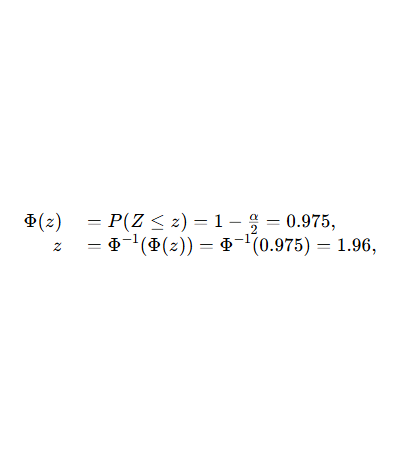 Φ(z) = P(Z ≤ z) = 1 − α/2 = 0.975,
z = Φ⁻¹(Φ(z)) = Φ⁻¹(0.975) = 1.96,